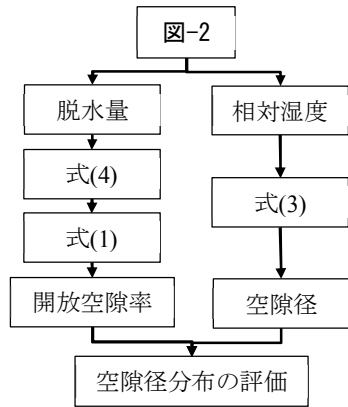 図-2
脱水量
相対湿度
式(4)
式(3)
式(1)
開放空隙率
空隙径
空隙径分布の評価